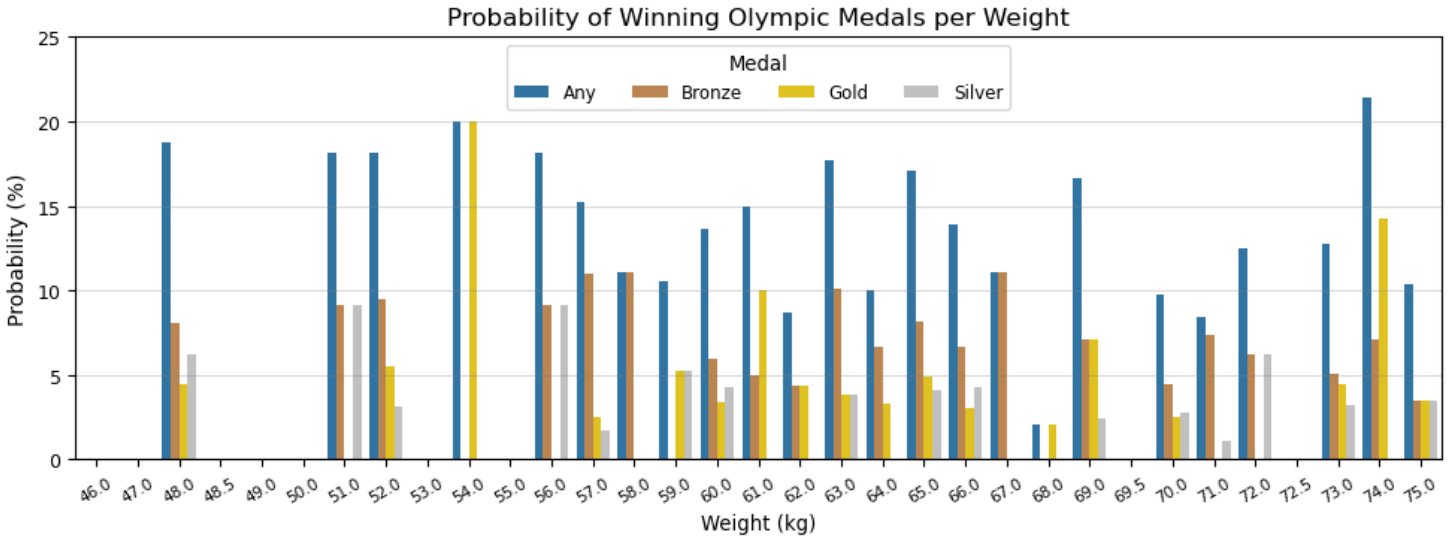 Probability of Winning Olympic Medals per Weight
Medal
Any Bronze Gold Silver
Probability (%)
25
20
15
10
5
0
46.0 47.0 48.0 48.5 49.0 50.0 51.0 52.0 53.0 54.0 55.0 56.0 57.0 58.0 59.0 60.0 61.0 62.0 63.0 64.0 65.0 66.0 67.0 68.0 69.0 69.5 70.0 71.0 72.0 72.5 73.0 74.0 75.0
Weight (kg)